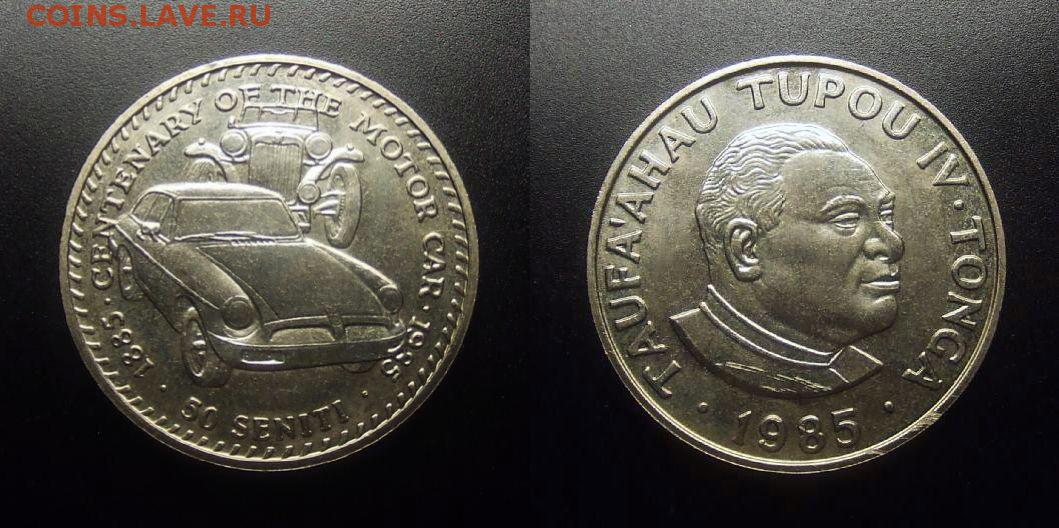 COINS.LAVE.RU
· CENTENARY OF THE MOTOR CAR ·
1885 · 1985
· 50 SENITI ·
TAUFA'AHAU TUPOU IV · TONGA
· 1985 ·